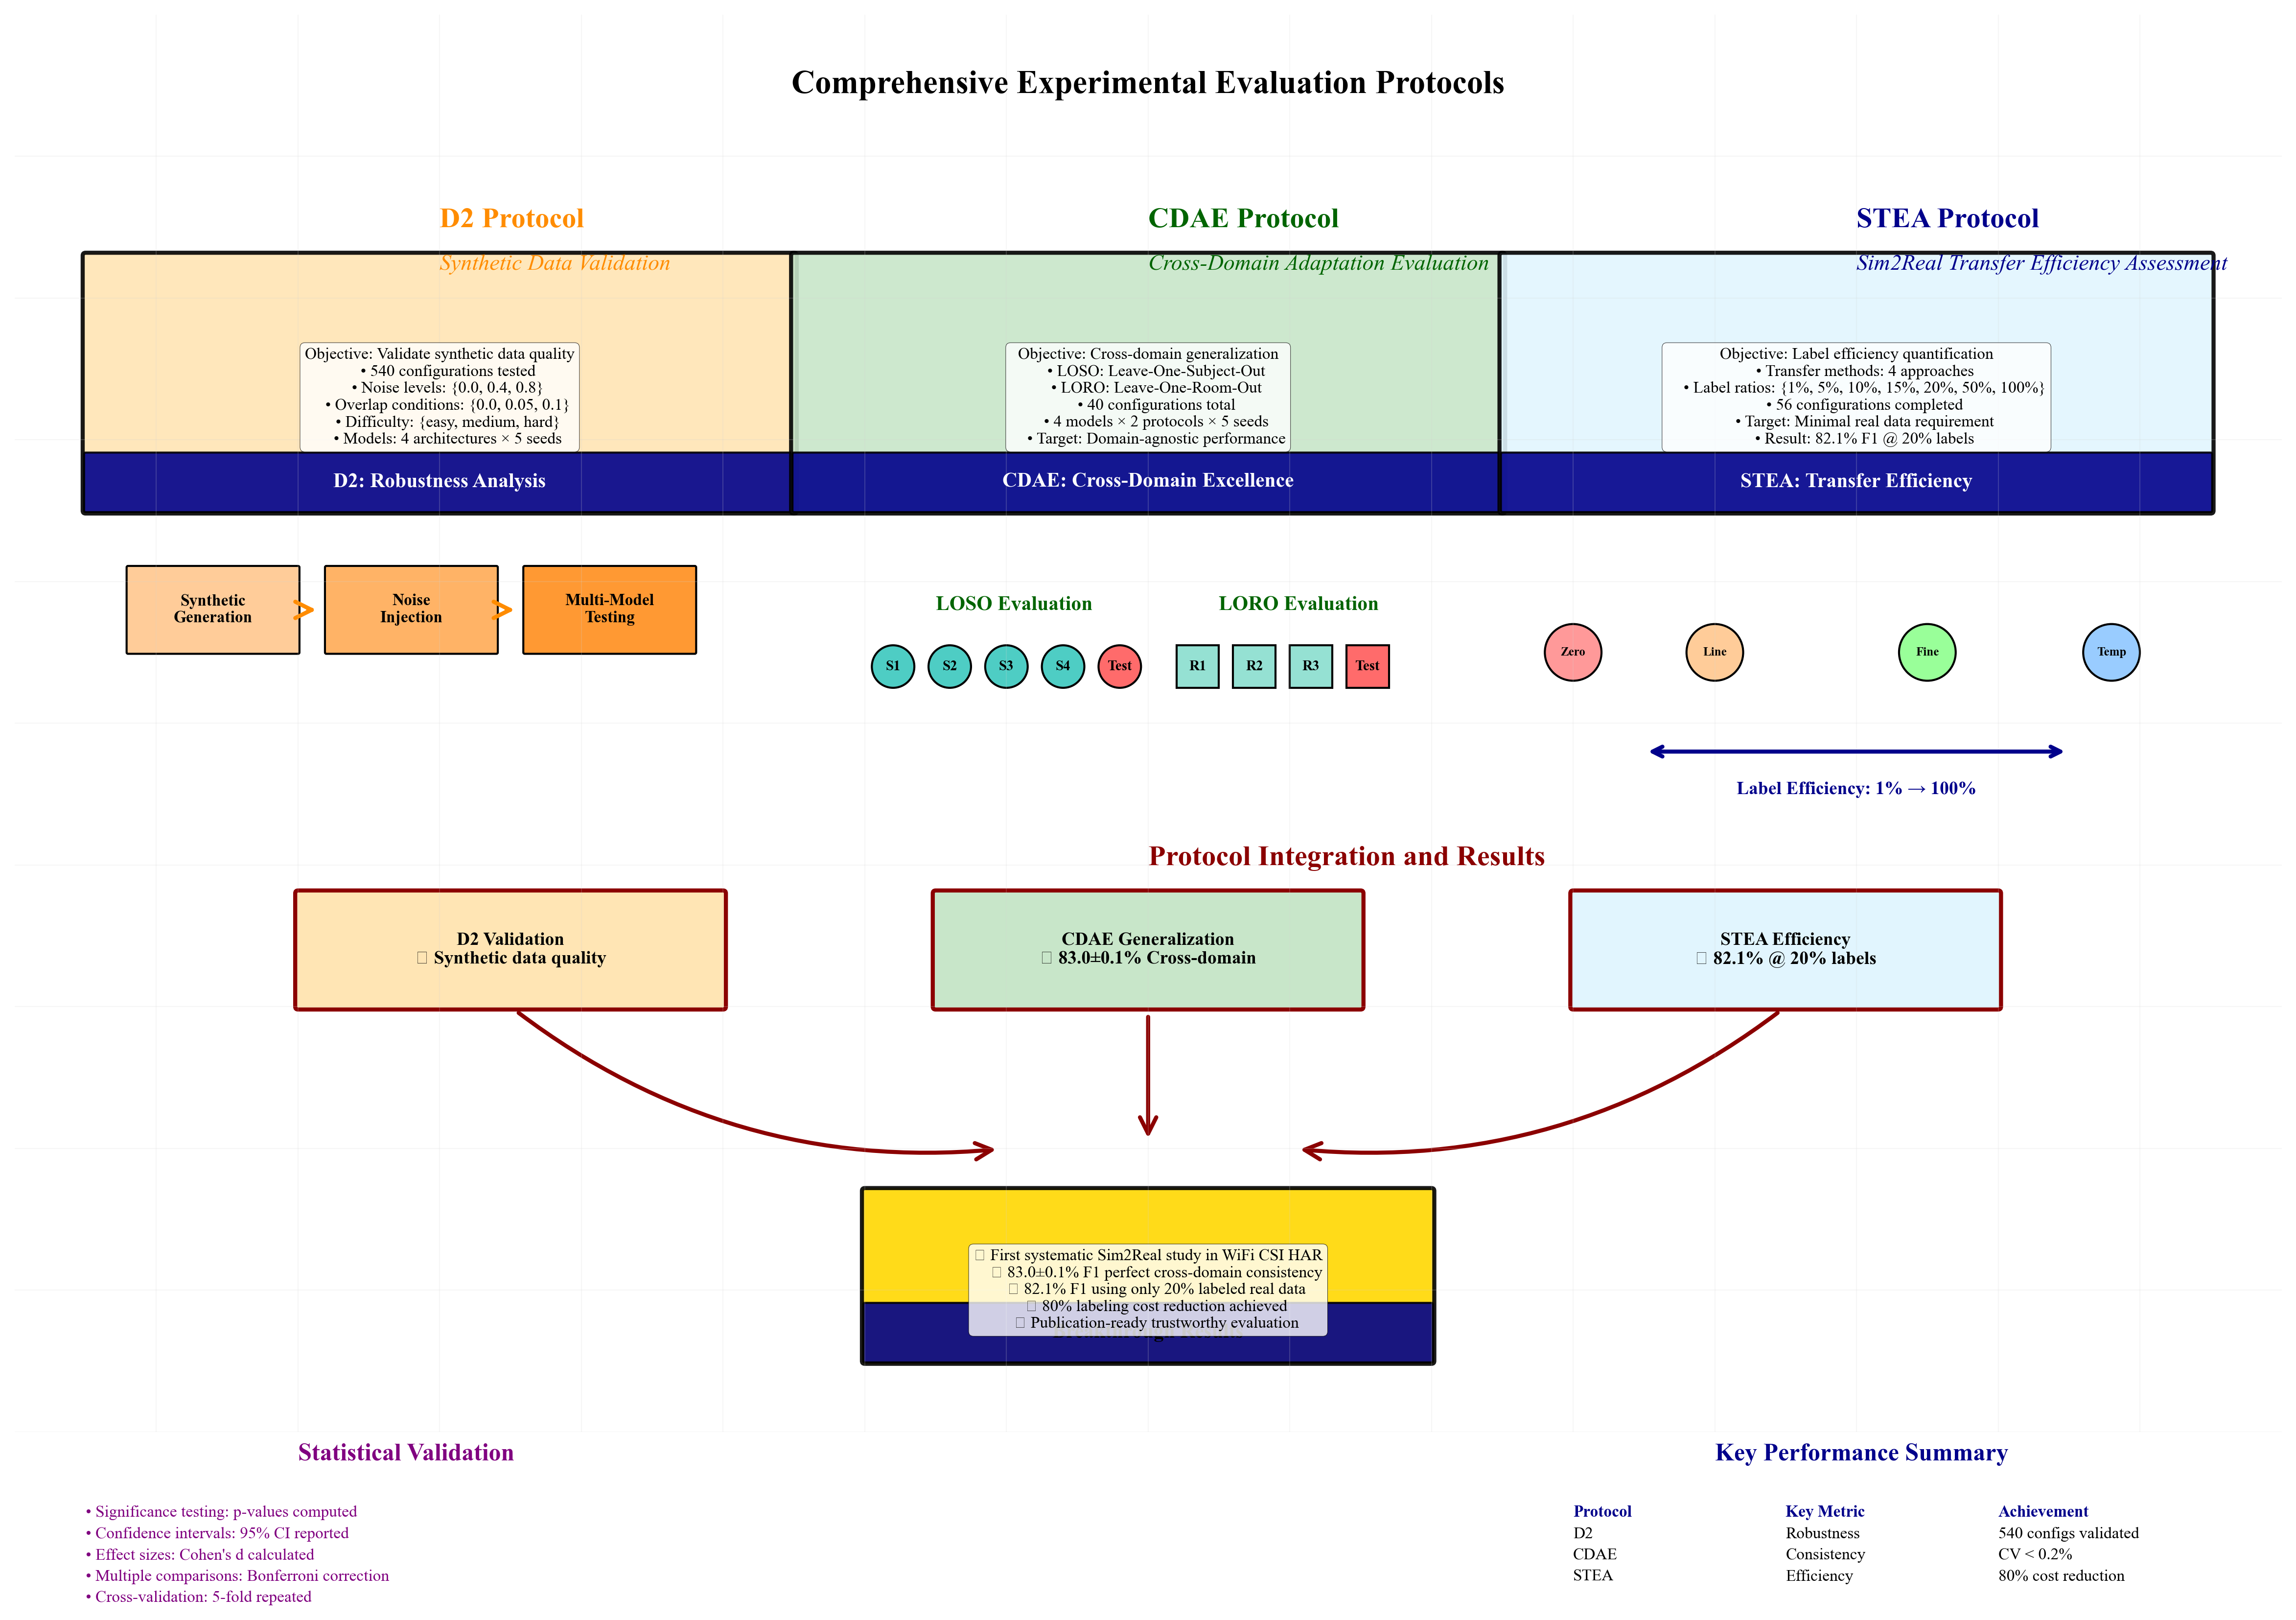 Comprehensive Experimental Evaluation Protocols
D2 Protocol
Synthetic Data Validation
Objective: Validate synthetic data quality
• 540 configurations tested
• Noise levels: {0.0, 0.4, 0.8}
• Overlap conditions: {0.0, 0.05, 0.1}
• Difficulty: {easy, medium, hard}
• Models: 4 architectures × 5 seeds
D2: Robustness Analysis
CDAE Protocol
Cross-Domain Adaptation Evaluation
Objective: Cross-domain generalization
• LOSO: Leave-One-Subject-Out
• LORO: Leave-One-Room-Out
• 40 configurations total
• 4 models × 2 protocols × 5 seeds
• Target: Domain-agnostic performance
CDAE: Cross-Domain Excellence
STEA Protocol
Sim2Real Transfer Efficiency Assessment
Objective: Label efficiency quantification
• Transfer methods: 4 approaches
• Label ratios: {1%, 5%, 10%, 15%, 20%, 50%, 100%}
• 56 configurations completed
• Target: Minimal real data requirement
• Result: 82.1% F1 @ 20% labels
STEA: Transfer Efficiency
Synthetic
Generation
Noise
Injection
Multi-Model
Testing
LOSO Evaluation
S1 S2 S3 S4 Test
LORO Evaluation
R1 R2 R3 Test
Zero Line Fine Temp
Label Efficiency: 1% → 100%
Protocol Integration and Results
D2 Validation
Synthetic data quality
CDAE Generalization
83.0±0.1% Cross-domain
STEA Efficiency
82.1% @ 20% labels
First systematic Sim2Real study in WiFi CSI HAR
83.0±0.1% F1 perfect cross-domain consistency
82.1% F1 using only 20% labeled real data
80% labeling cost reduction achieved
Publication-ready trustworthy evaluation
Statistical Validation
• Significance testing: p-values computed
• Confidence intervals: 95% CI reported
• Effect sizes: Cohen's d calculated
• Multiple comparisons: Bonferroni correction
• Cross-validation: 5-fold repeated
Key Performance Summary
Protocol Key Metric Achievement
D2 Robustness 540 configs validated
CDAE Consistency CV < 0.2%
STEA Efficiency 80% cost reduction